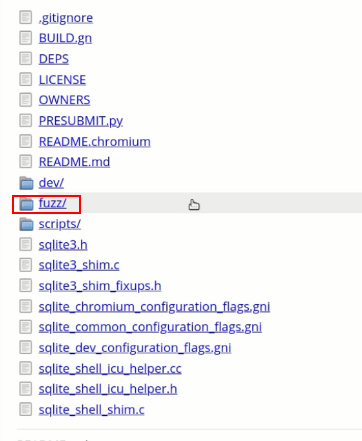 .gitignore
BUILD.gn
DEPS
LICENSE
OWNERS
PRESUBMIT.py
README.chromium
README.md
dev/
fuzz/
scripts/
sqlite3.h
sqlite3_shim.c
sqlite3_shim_fixups.h
sqlite_chromium_configuration_flags.gni
sqlite_common_configuration_flags.gni
sqlite_dev_configuration_flags.gni
sqlite_shell_icu_helper.cc
sqlite_shell_icu_helper.h
sqlite_shell_shim.c